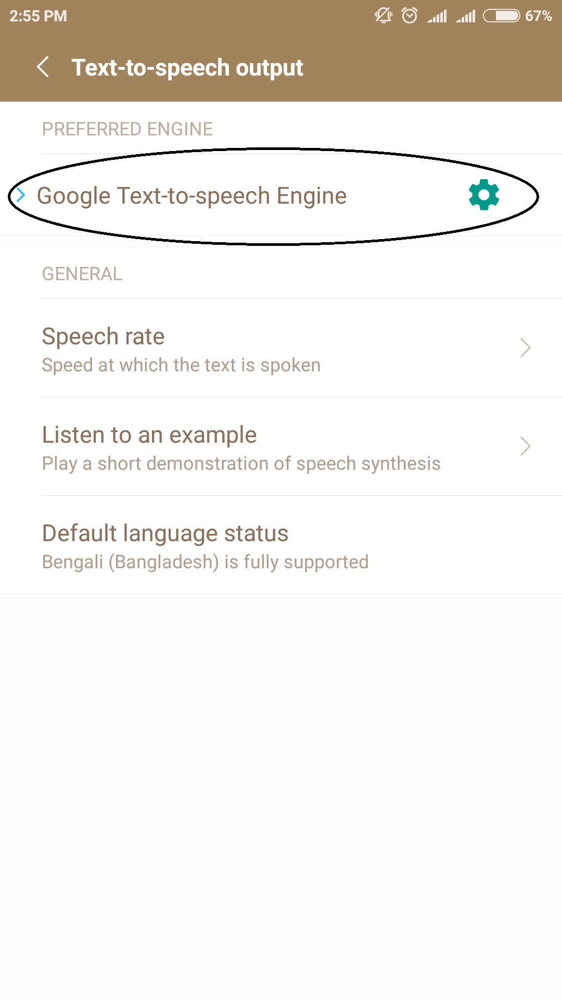 2:55 PM
67%
Text-to-speech output
PREFERRED ENGINE
Google Text-to-speech Engine
GENERAL
Speech rate
Speed at which the text is spoken
Listen to an example
Play a short demonstration of speech synthesis
Default language status
Bengali (Bangladesh) is fully supported